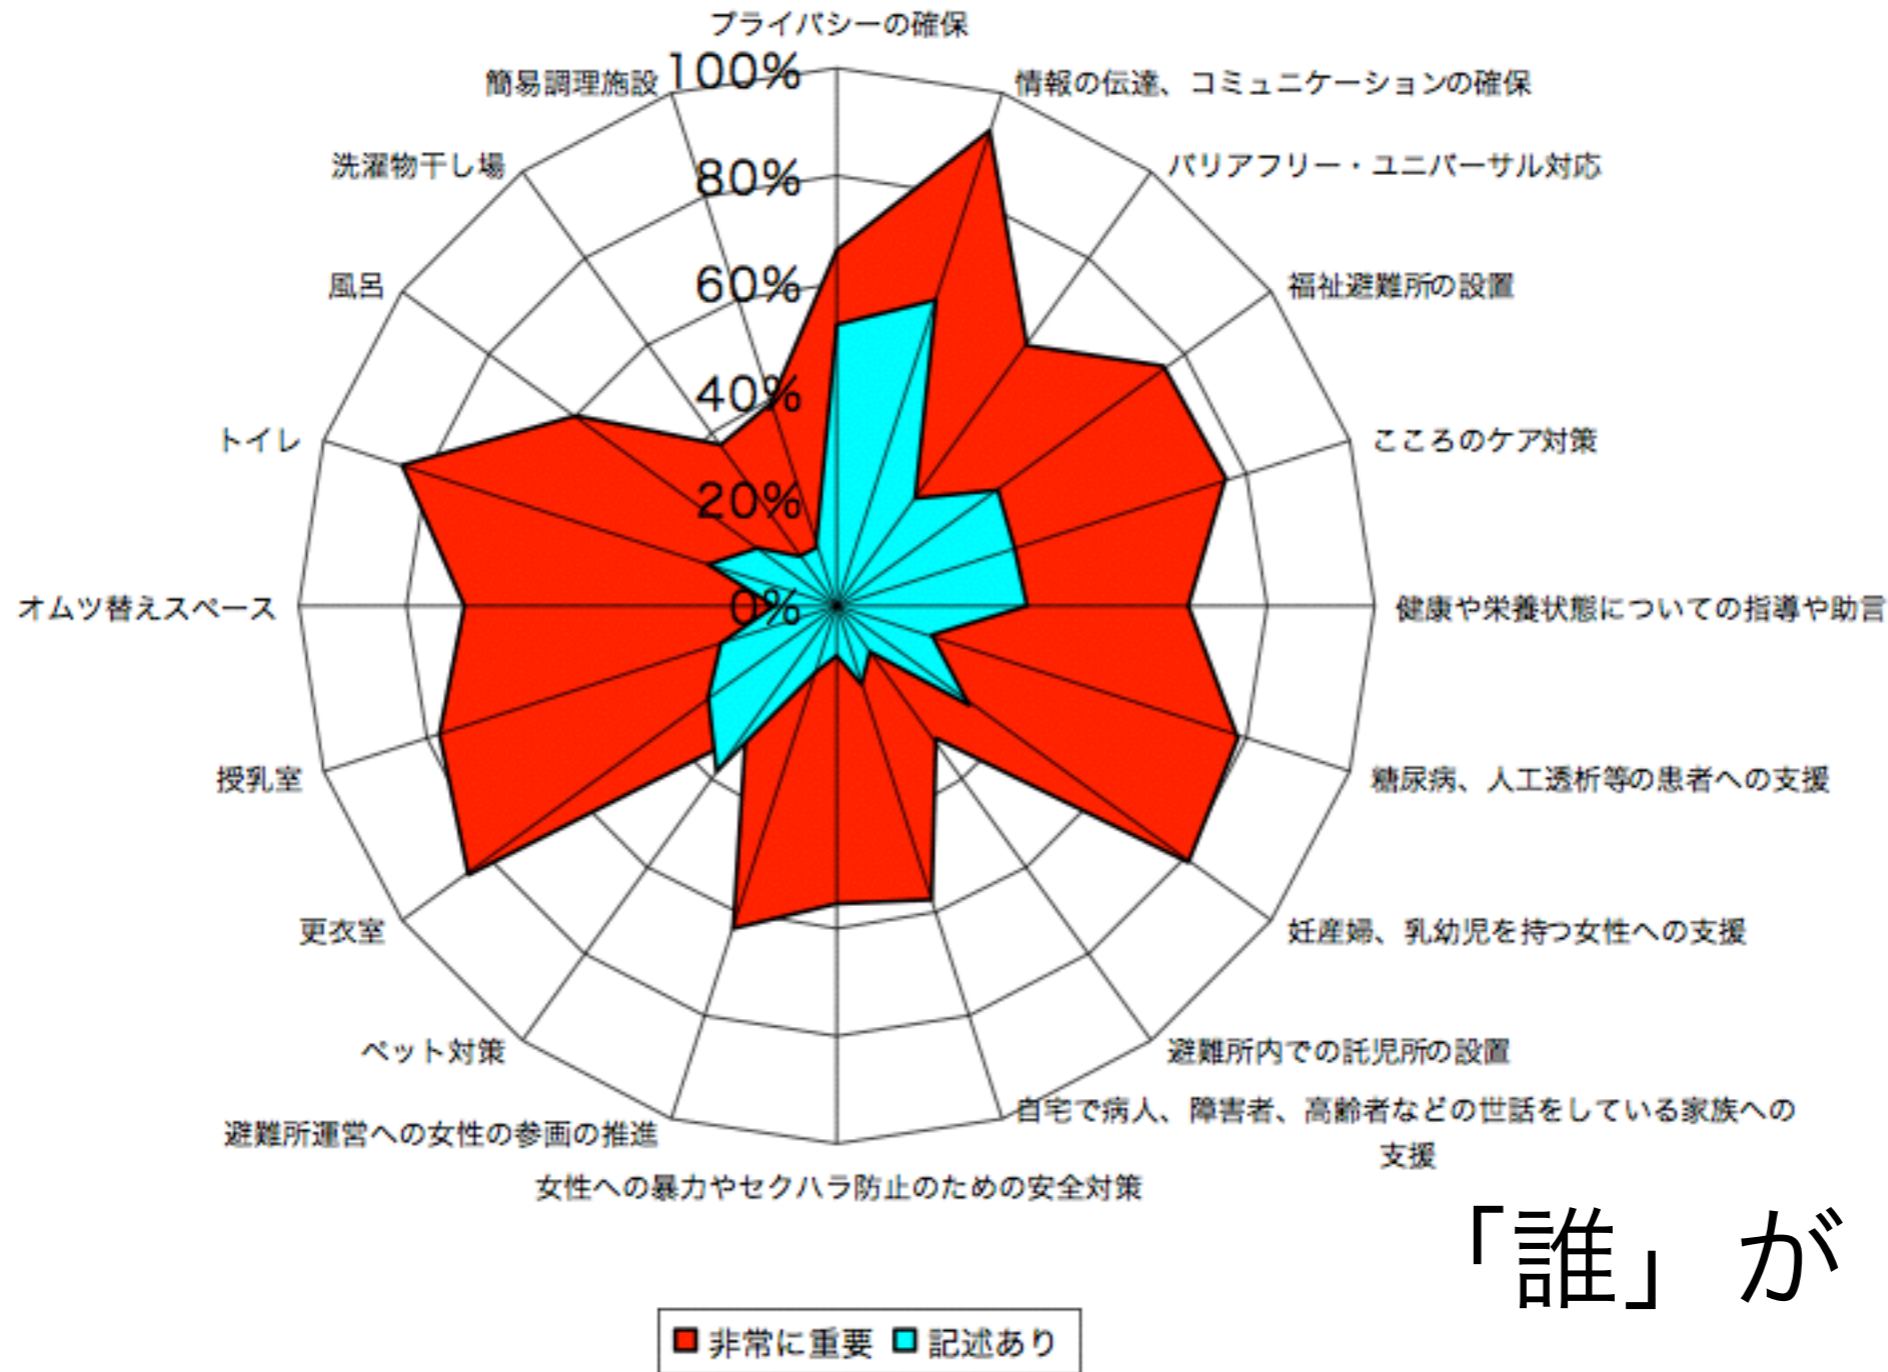 プライバシーの確保
情報の伝達、コミュニケーションの確保
バリアフリー・ユニバーサル対応
福祉避難所の設置
こころのケア対策
健康や栄養状態についての指導や助言
糖尿病、人工透析等の患者への支援
妊産婦、乳幼児を持つ女性への支援
避難所内での託児所の設置
自宅で病人、障害者、高齢者などの世話をしている家族への
支援
女性への暴力やセクハラ防止のための安全対策
避難所運営への女性の参画の推進
ペット対策
更衣室
授乳室
オムツ替えスペース
トイレ
風呂
洗濯物干し場
簡易調理施設
100%
80%
60%
40%
20%
0%
「誰」が
非常に重要 記述あり